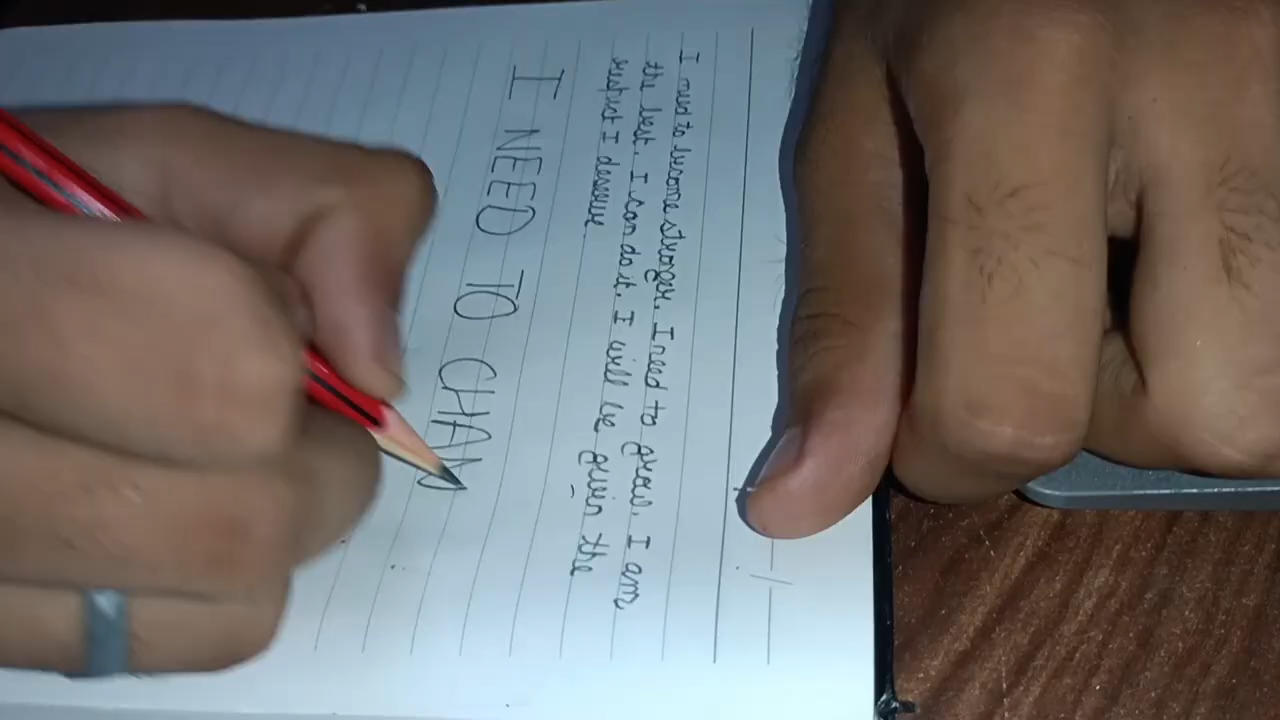 I need to become stronger. I need to grow. I am
the best. I can do it. I will be given the
respect I deserve.
I NEED TO CHAN